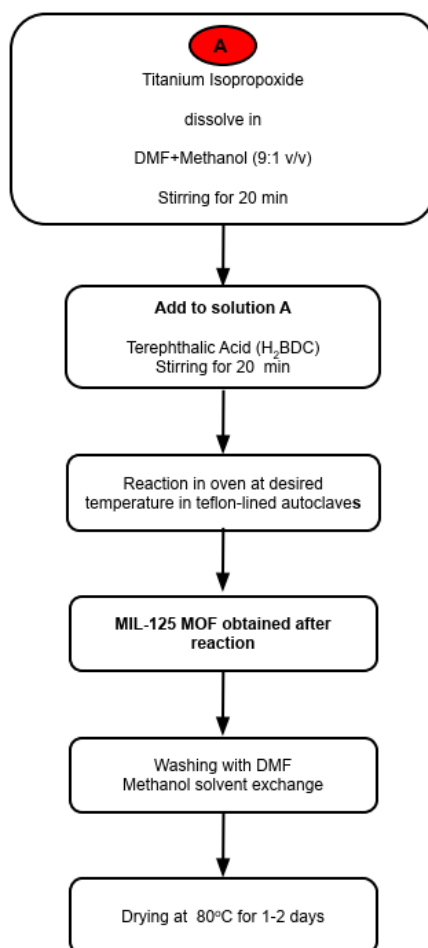 A
Titanium Isopropoxide
dissolve in
DMF+Methanol (9:1 v/v)
Stirring for 20 min
Add to solution A
Terephthalic Acid (H₂BDC)
Stirring for 20 min
Reaction in oven at desired
temperature in teflon-lined autoclaves
MIL-125 MOF obtained after
reaction
Washing with DMF
Methanol solvent exchange
Drying at 80°C for 1-2 days